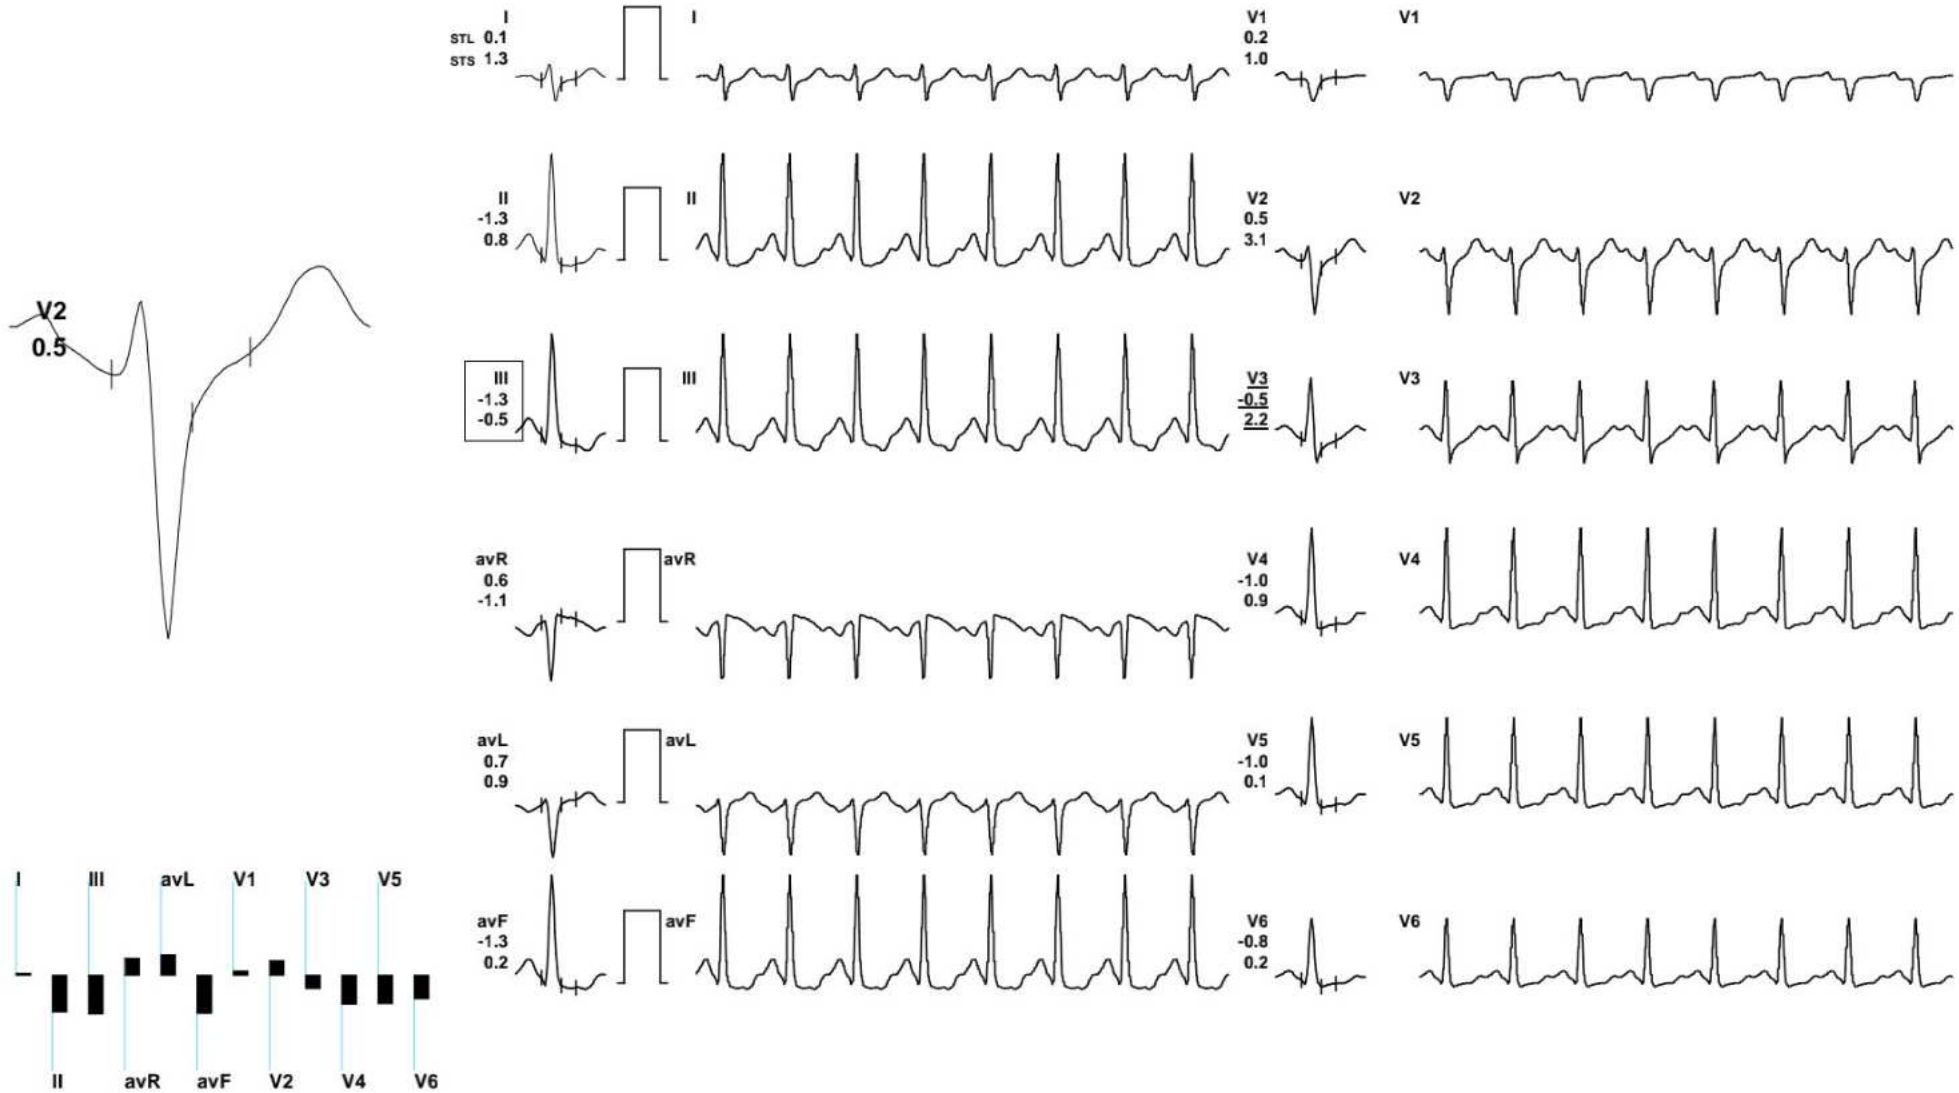 V2
0.5
I
STL 0.1
STS 1.3
I
II
-1.3
0.8
II
III
-1.3
-0.5
III
avR
0.6
-1.1
avR
avL
0.7
0.9
avL
avF
-1.3
0.2
avF
V1
0.2
1.0
V1
V2
0.5
3.1
V2
V3
-0.5
2.2
V3
V4
-1.0
0.9
V4
V5
-1.0
0.1
V5
V6
-0.8
0.2
V6
I III avL V1 V3 V5
II avR avF V2 V4 V6